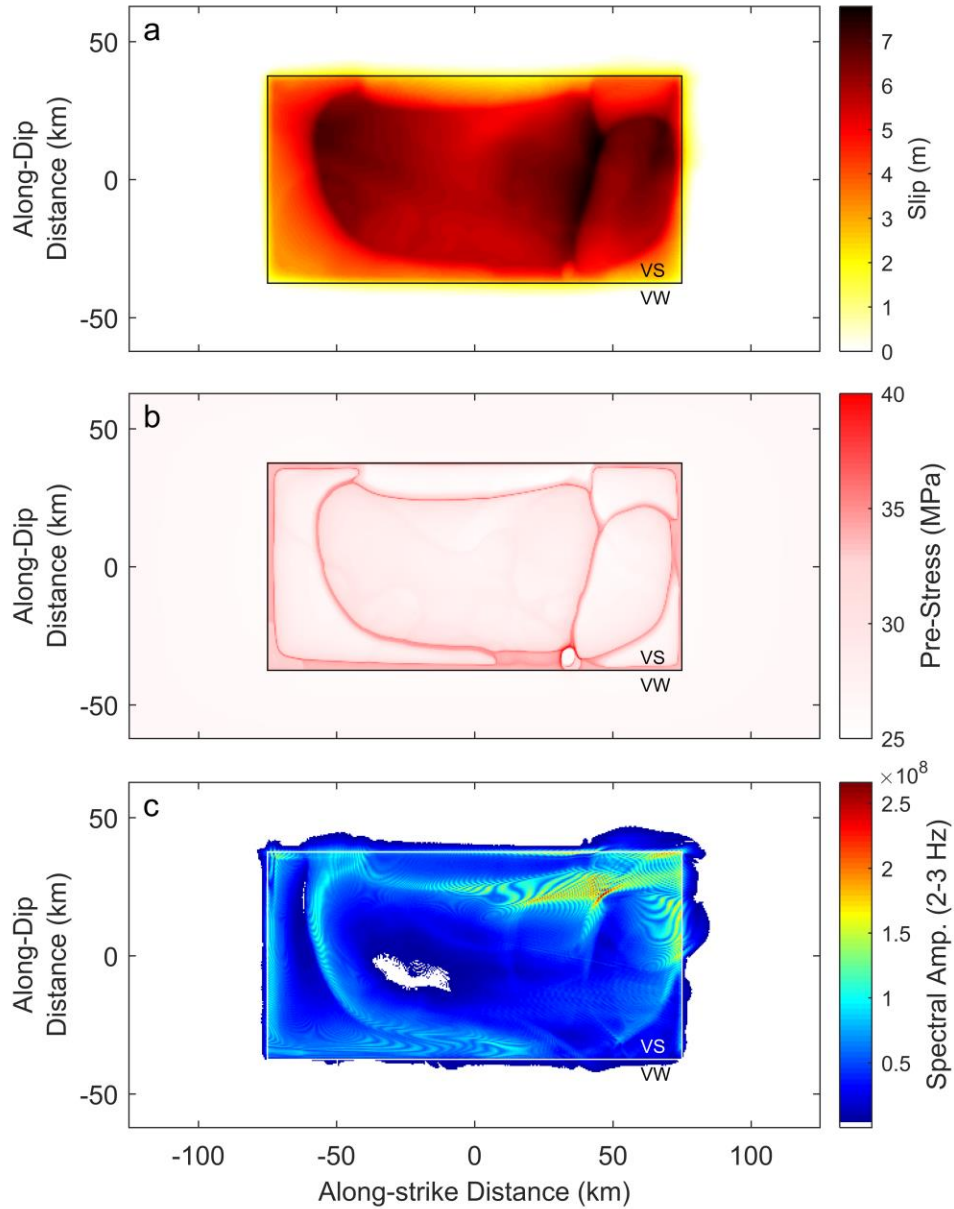 a
50
0
-50
Along-Dip
Distance (km)
VS
VW
7
6
5
4
3
2
1
0
Slip (m)
b
50
0
-50
Along-Dip
Distance (km)
VS
VW
40
35
30
25
Pre-Stress (MPa)
c
50
0
-50
Along-Dip
Distance (km)
VS
VW
×10⁸
2.5
2
1.5
1
0.5
Spectral Amp. (2-3 Hz)
-100 -50 0 50 100
Along-strike Distance (km)